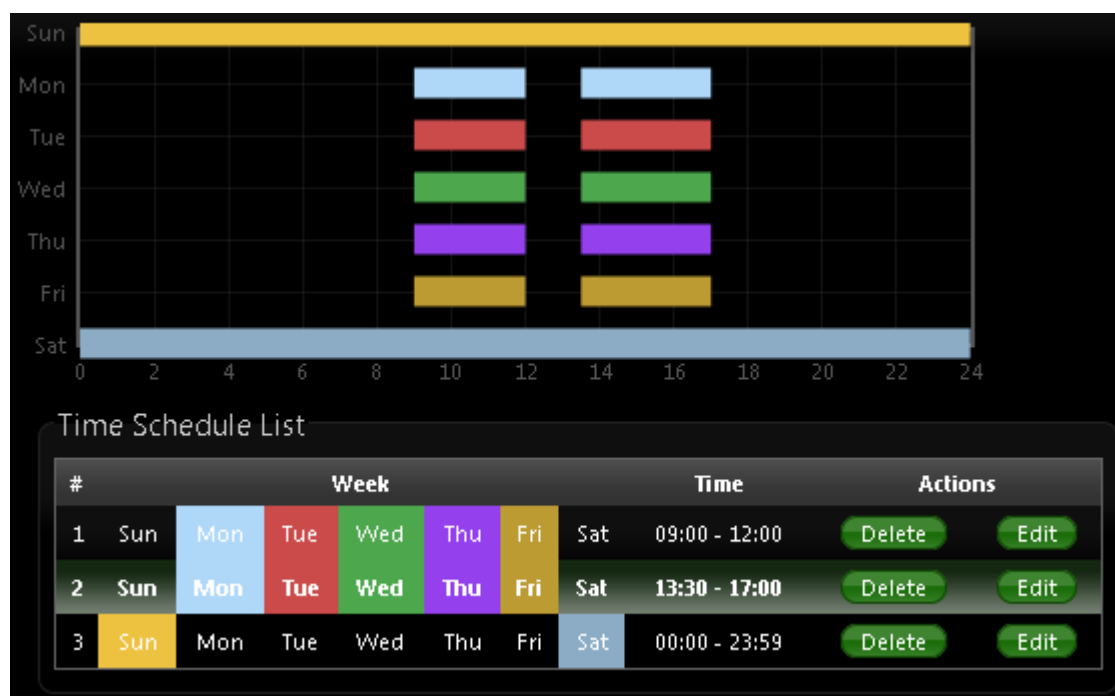 Sun
Mon
Tue
Wed
Thu
Fri
Sat
0 2 4 6 8 10 12 14 16 18 20 22 24
Time Schedule List
# Week Time Actions
1 Sun Mon Tue Wed Thu Fri Sat 09:00 - 12:00 Delete Edit
2 Sun Mon Tue Wed Thu Fri Sat 13:30 - 17:00 Delete Edit
3 Sun Mon Tue Wed Thu Fri Sat 00:00 - 23:59 Delete Edit